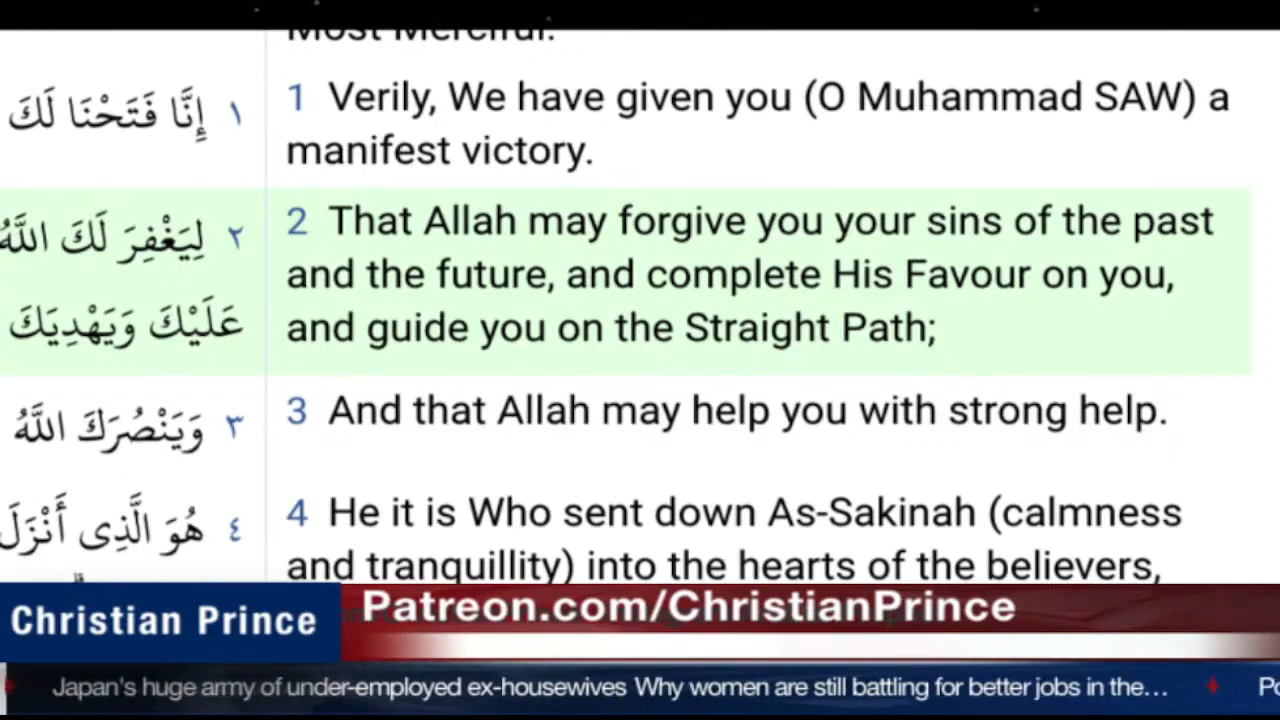 Most Merciful.
إِنَّا فَتَحْنَا لَكَ ١
1 Verily, We have given you (O Muhammad SAW) a
manifest victory.
لِيَغْفِرَ لَكَ اللَّهُ ٢
عَلَيْكَ وَيَهْدِيَكَ
2 That Allah may forgive you your sins of the past
and the future, and complete His Favour on you,
and guide you on the Straight Path;
وَيَنْصُرَكَ اللَّهُ ٣
3 And that Allah may help you with strong help.
هُوَ الَّذِى أَنْزَلَ ٤
4 He it is Who sent down As-Sakinah (calmness
and tranquillity) into the hearts of the believers,
Christian Prince
Patreon.com/ChristianPrince
Japan's huge army of under-employed ex-housewives Why women are still battling for better jobs in the...